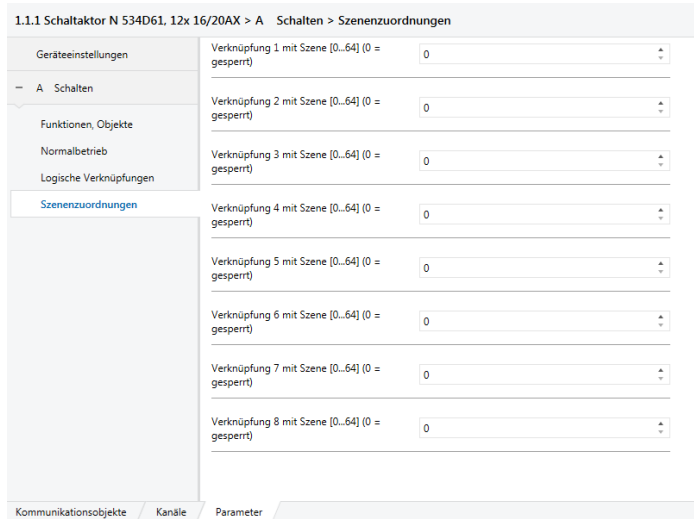 1.1.1 Schaltaktor N 534D61, 12x 16/20AX > A Schalten > Szenenzuordnungen
Geräteeinstellungen
– A Schalten
Funktionen, Objekte
Normalbetrieb
Logische Verknüpfungen
Szenenzuordnungen
Verknüpfung 1 mit Szene [0...64] (0 =
gesperrt)
0
Verknüpfung 2 mit Szene [0...64] (0 =
gesperrt)
0
Verknüpfung 3 mit Szene [0...64] (0 =
gesperrt)
0
Verknüpfung 4 mit Szene [0...64] (0 =
gesperrt)
0
Verknüpfung 5 mit Szene [0...64] (0 =
gesperrt)
0
Verknüpfung 6 mit Szene [0...64] (0 =
gesperrt)
0
Verknüpfung 7 mit Szene [0...64] (0 =
gesperrt)
0
Verknüpfung 8 mit Szene [0...64] (0 =
gesperrt)
0
Kommunikationsobjekte / Kanäle / Parameter